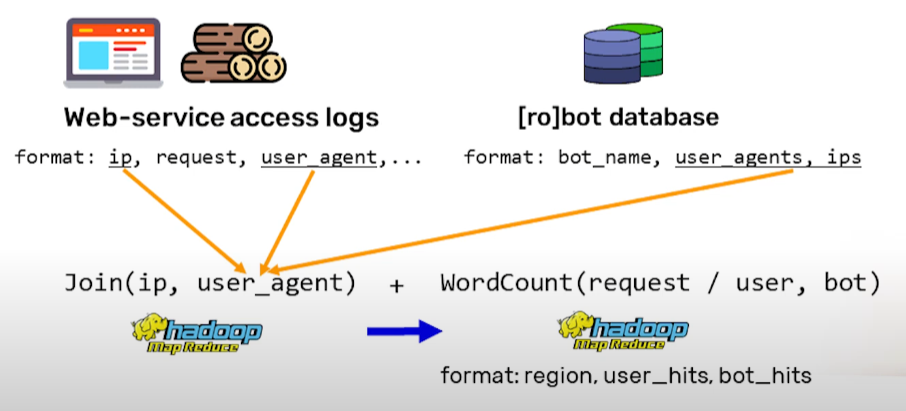 Web-service access logs
[ro]bot database
format: ip, request, user_agent,...
format: bot_name, user_agents, ips
Join(ip, user_agent) + WordCount(request / user, bot)
hadoop
Map Reduce
hadoop
Map Reduce
format: region, user_hits, bot_hits